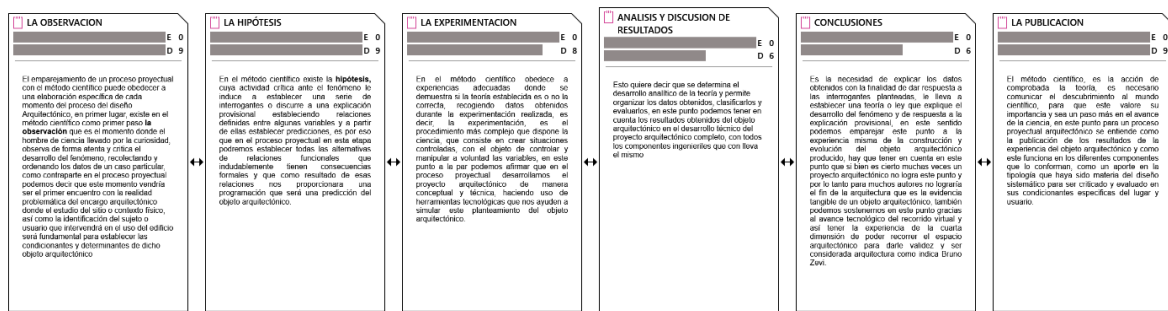 LA OBSERVACION
E 0
D 9
El emparejamiento de un proceso proyectual
con el método científico puede obedecer a
una elaboración específica de cada
momento del proceso del diseño
Arquitectónico, en primer lugar, existe en el
método científico como primer paso la
observación que es el momento donde el
hombre de ciencia llevado por la curiosidad,
observa de forma atenta y critica el
desarrollo del fenómeno, recolectando y
ordenando los datos de un caso particular,
como contraparte en el proceso proyectual
podemos decir que este momento vendría
ser el primer encuentro con la realidad
problemática del encargo arquitectónico
donde el estudio del sitio o contexto físico,
así como la identificación del sujeto o
usuario que intervendrá en el uso del edificio
será fundamental para establecer las
condicionantes y determinantes de dicho
objeto arquitectónico
LA HIPÓTESIS
E 0
D 9
En el método científico existe la hipótesis,
cuya actividad crítica ante el fenómeno le
induce a establecer una serie de
interrogantes o discurre a una explicación
provisional estableciendo relaciones
definidas entre algunas variables y a partir
de ellas establecer predicciones, es por eso
que en el proceso proyectual en esta etapa
podremos establecer todas las alternativas
de relaciones funcionales que
indudablemente tienen consecuencias
formales y que como resultado de esas
relaciones nos proporcionara una
programación que será una predicción del
objeto arquitectónico.
LA EXPERIMENTACION
E 0
D 8
En el método científico obedece a
experiencias adecuadas donde se
demuestra si la teoría establecida es o no la
correcta, recogiendo datos obtenidos
durante la experimentación realizada, es
decir, la experimentación, es el
procedimiento más complejo que dispone la
ciencia, que consiste en crear situaciones
controladas, con el objeto de controlar y
manipular a voluntad las variables, en este
punto a la par podemos afirmar que en el
proceso proyectual desarrollamos el
proyecto arquitectónico de manera
conceptual y técnica, haciendo uso de
herramientas tecnológicas que nos ayuden a
simular este planteamiento del objeto
arquitectónico.
ANALISIS Y DISCUSION DE
RESULTADOS
E 0
D 6
Esto quiere decir que se determina el
desarrollo analítico de la teoría y permite
organizar los datos obtenidos, clasificarlos y
evaluarlos, en este punto podemos tener en
cuenta los resultados obtenidos del objeto
arquitectónico en el desarrollo técnico del
proyecto arquitectónico completo, con todos
los componentes ingenieriles que con lleva
el mismo
CONCLUSIONES
E 0
D 6
Es la necesidad de explicar los datos
obtenidos con la finalidad de dar respuesta a
las interrogantes planteadas, le lleva a
establecer una teoría o ley que explique el
desarrollo del fenómeno y de respuesta a la
explicación provisional, en este sentido
podemos emparejar este punto a la
experiencia misma de la construcción y
evolución del objeto arquitectónico
producido, hay que tener en cuenta en este
punto que si bien es cierto muchas veces un
proyecto arquitectónico no logra este punto y
por lo tanto para muchos autores no lograría
el fin de la arquitectura que es la evidencia
tangible de un objeto arquitectónico, también
podemos sostenernos en este punto gracias
al avance tecnológico del recorrido virtual y
así tener la experiencia de la cuarta
dimensión de poder recorrer el espacio
arquitectónico para darle validez y ser
considerada arquitectura como indica Bruno
Zevi.
LA PUBLICACION
E 0
D 9
El método científico, es la acción de
comprobada la teoría, es necesario
comunicar el descubrimiento al mundo
científico, para que este valore su
importancia y sea un paso más en el avance
de la ciencia, en este punto para un proceso
proyectual arquitectónico se entiende como
la publicación de los resultados de la
experiencia del objeto arquitectónico y como
este funciona en los diferentes componentes
que lo conforman, como un aporte en la
tipología que haya sido materia del diseño
sistemático para ser criticado y evaluado en
sus condicionantes específicas del lugar y
usuario.